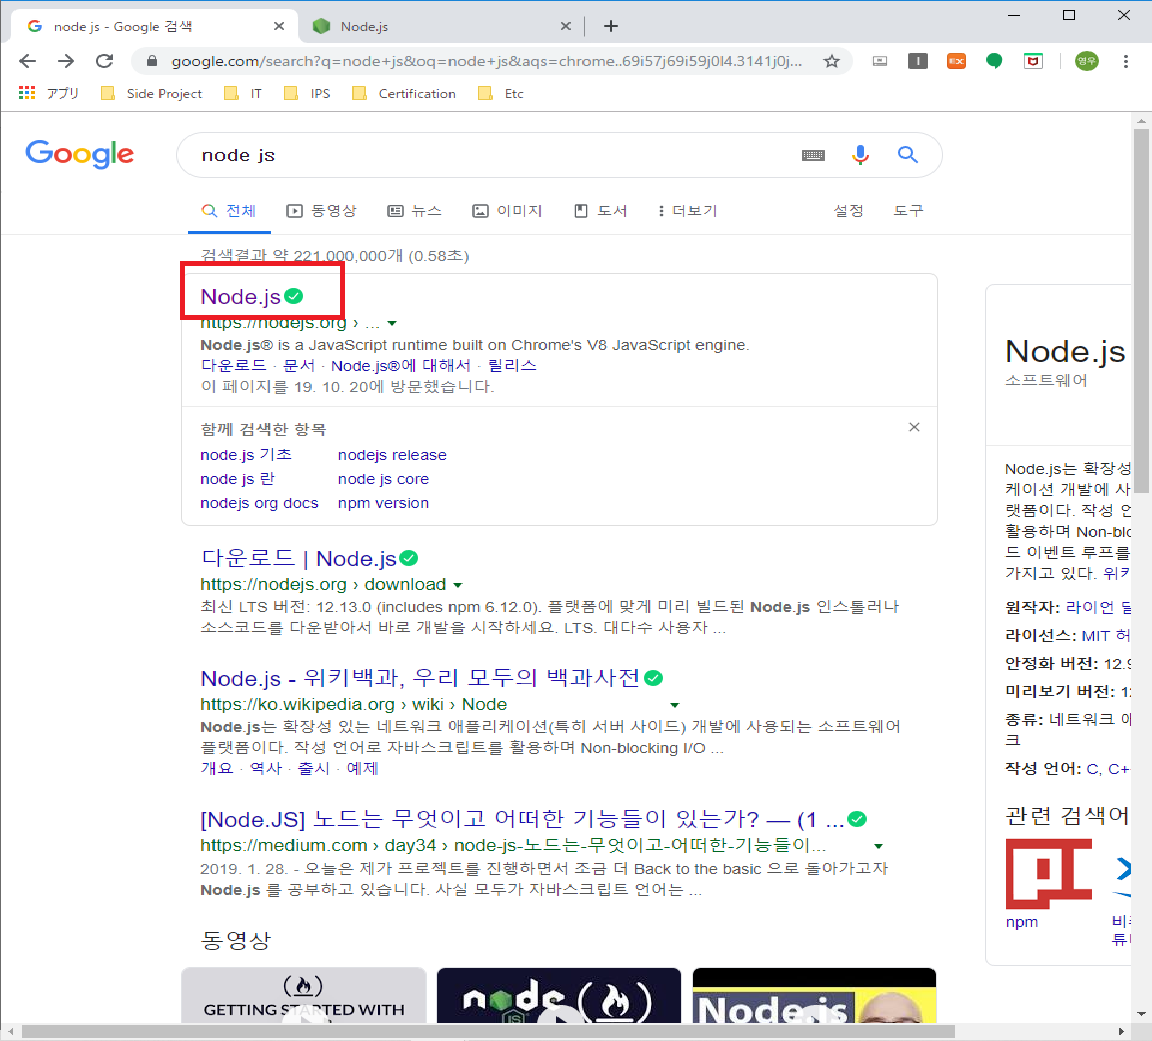 node js - Google 검색
Node.js
google.com/search?q=node+js&oq=node+js&aqs=chrome..69i57j69i59j0l4.3141j0j...
영우
アプリ
Side Project
IT
IPS
Certification
Etc
Google
node js
전체
동영상
뉴스
이미지
도서
더보기
설정
도구
검색결과 약 221,000,000개 (0.58초)
Node.js
https://nodejs.org › ...
Node.js® is a JavaScript runtime built on Chrome's V8 JavaScript engine.
다운로드 · 문서 · Node.js®에 대해서 · 릴리스
이 페이지를 19. 10. 20에 방문했습니다.
함께 검색한 항목
node.js 기초 nodejs release
node js 란 node js core
nodejs org docs npm version
다운로드 | Node.js
https://nodejs.org › download
최신 LTS 버전: 12.13.0 (includes npm 6.12.0). 플랫폼에 맞게 미리 빌드된 Node.js 인스톨러나
소스코드를 다운받아서 바로 개발을 시작하세요. LTS. 대다수 사용자 ...
Node.js - 위키백과, 우리 모두의 백과사전
https://ko.wikipedia.org › wiki › Node
Node.js는 확장성 있는 네트워크 애플리케이션(특히 서버 사이드) 개발에 사용되는 소프트웨어
플랫폼이다. 작성 언어로 자바스크립트를 활용하며 Non-blocking I/O ...
개요 · 역사 · 출시 · 예제
[Node.JS] 노드는 무엇이고 어떠한 기능들이 있는가? — (1 ...
https://medium.com › day34 › node-js-노드는-무엇이고-어떠한-기능들이...
2019. 1. 28. - 오늘은 제가 프로젝트를 진행하면서 조금 더 Back to the basic 으로 돌아가고자
Node.js 를 공부하고 있습니다. 사실 모두가 자바스크립트 언어는 ...
동영상
GETTING STARTED WITH
node
JS
Node.js
Node.js
소프트웨어
Node.js는 확장성
케이션 개발에 사
랫폼이다. 작성 언
활용하며 Non-blo
드 이벤트 루프를
가지고 있다. 위키
원작자: 라이언 달
라이선스: MIT 허
안정화 버전: 12.9
미리보기 버전: 1
종류: 네트워크 애
크
작성 언어: C, C+
관련 검색어
npm
비
튜